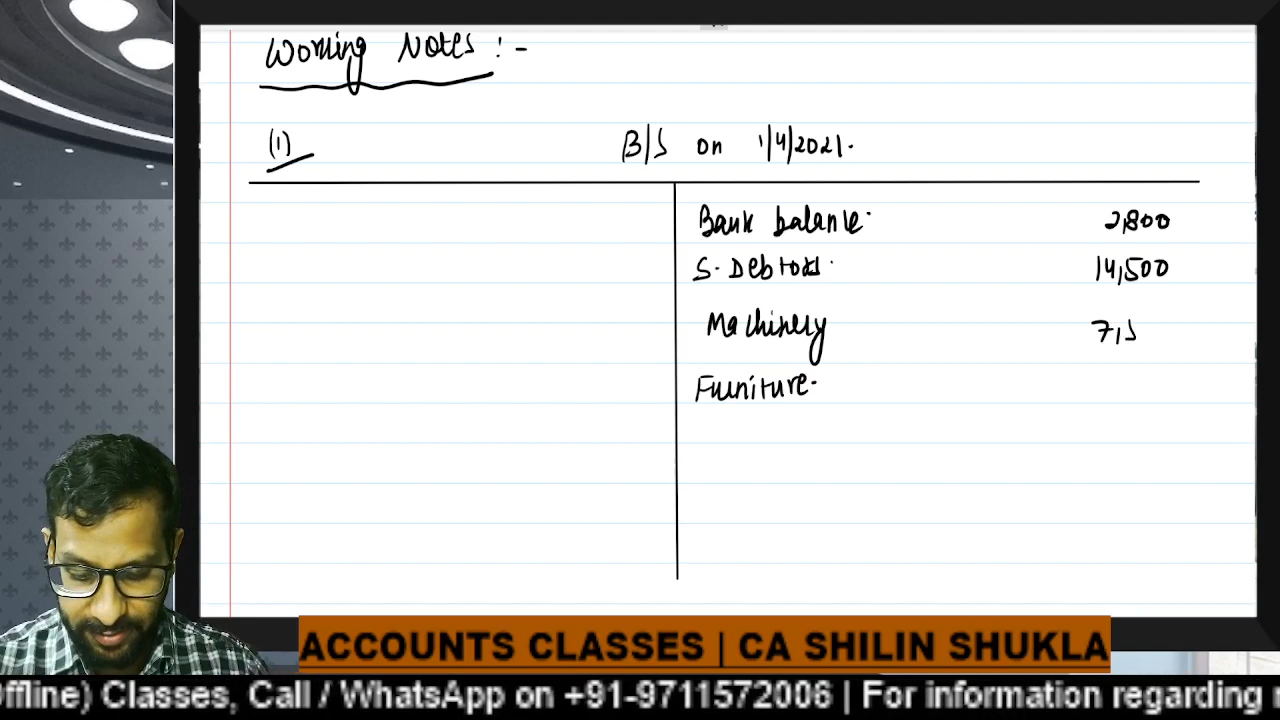 Working Notes :-
(1) B/S on 1/4/2021.
Bank balance. 2,800
S. Debtors. 14,500
Machinery 7,5
Furniture.
ACCOUNTS CLASSES | CA SHILIN SHUKLA
Offline) Classes, Call / WhatsApp on +91-9711572006 | For information regarding